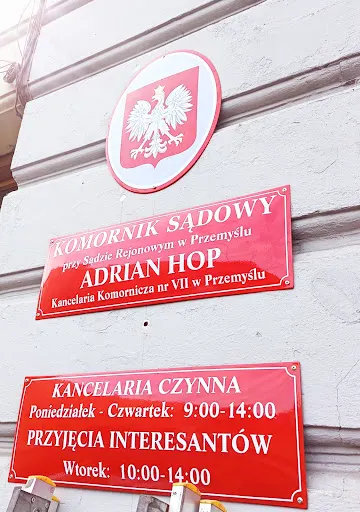 KOMORNIK SĄDOWY
przy Sądzie Rejonowym w Przemyślu
ADRIAN HOP
Kancelaria Komornicza nr VII w Przemyślu
KANCELARIA CZYNNA
Poniedziałek - Czwartek: 9:00-14:00
PRZYJĘCIA INTERESANTÓW
Wtorek: 10:00-14:00